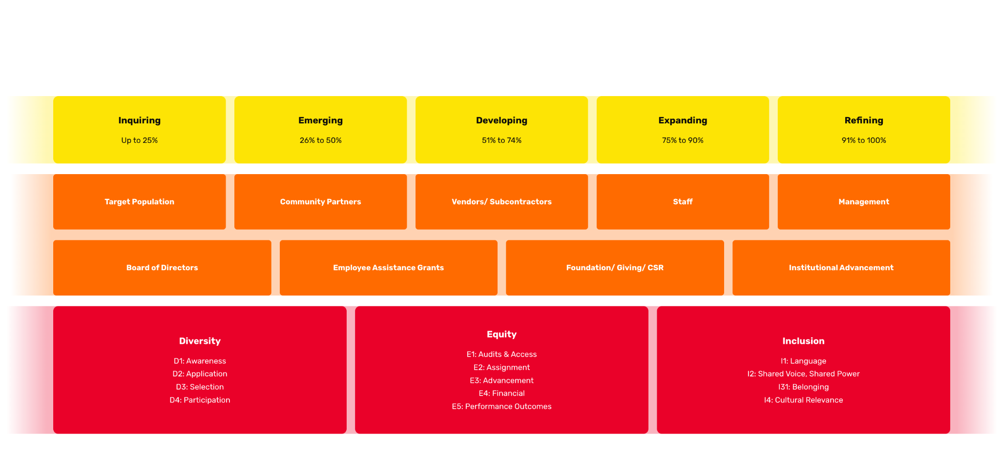 Inquiring
Up to 25%
Emerging
26% to 50%
Developing
51% to 74%
Expanding
75% to 90%
Refining
91% to 100%
Target Population
Community Partners
Vendors/ Subcontractors
Staff
Management
Board of Directors
Employee Assistance Grants
Foundation/ Giving/ CSR
Institutional Advancement
Diversity
D1: Awareness
D2: Application
D3: Selection
D4: Participation
Equity
E1: Audits & Access
E2: Assignment
E3: Advancement
E4: Financial
E5: Performance Outcomes
Inclusion
I1: Language
I2: Shared Voice, Shared Power
I31: Belonging
I4: Cultural Relevance